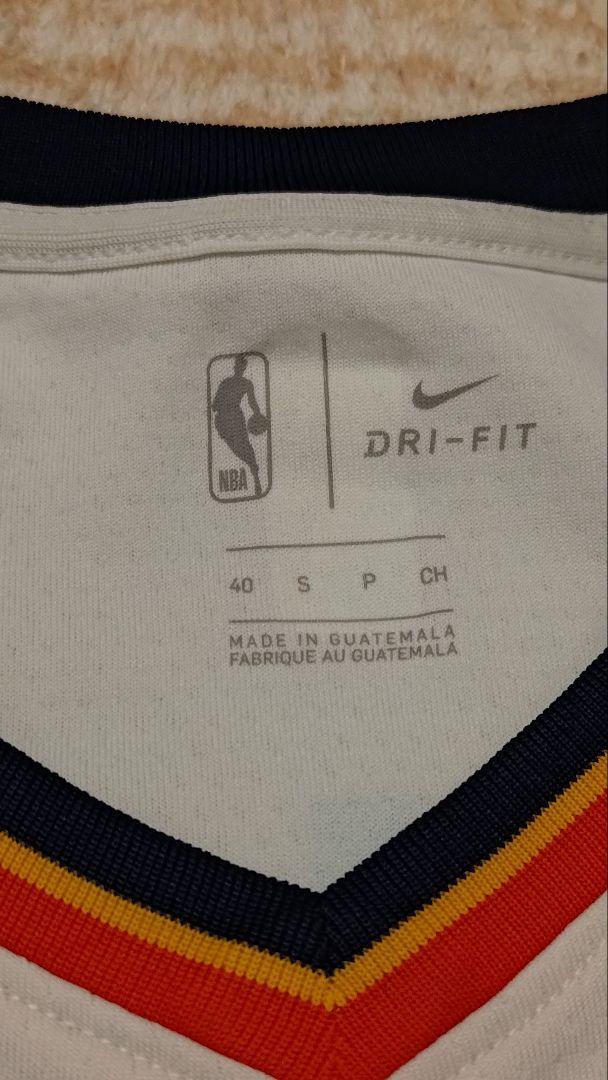 NBA
DRI-FIT
40 S P CH
MADE IN GUATEMALA
FABRIQUE AU GUATEMALA